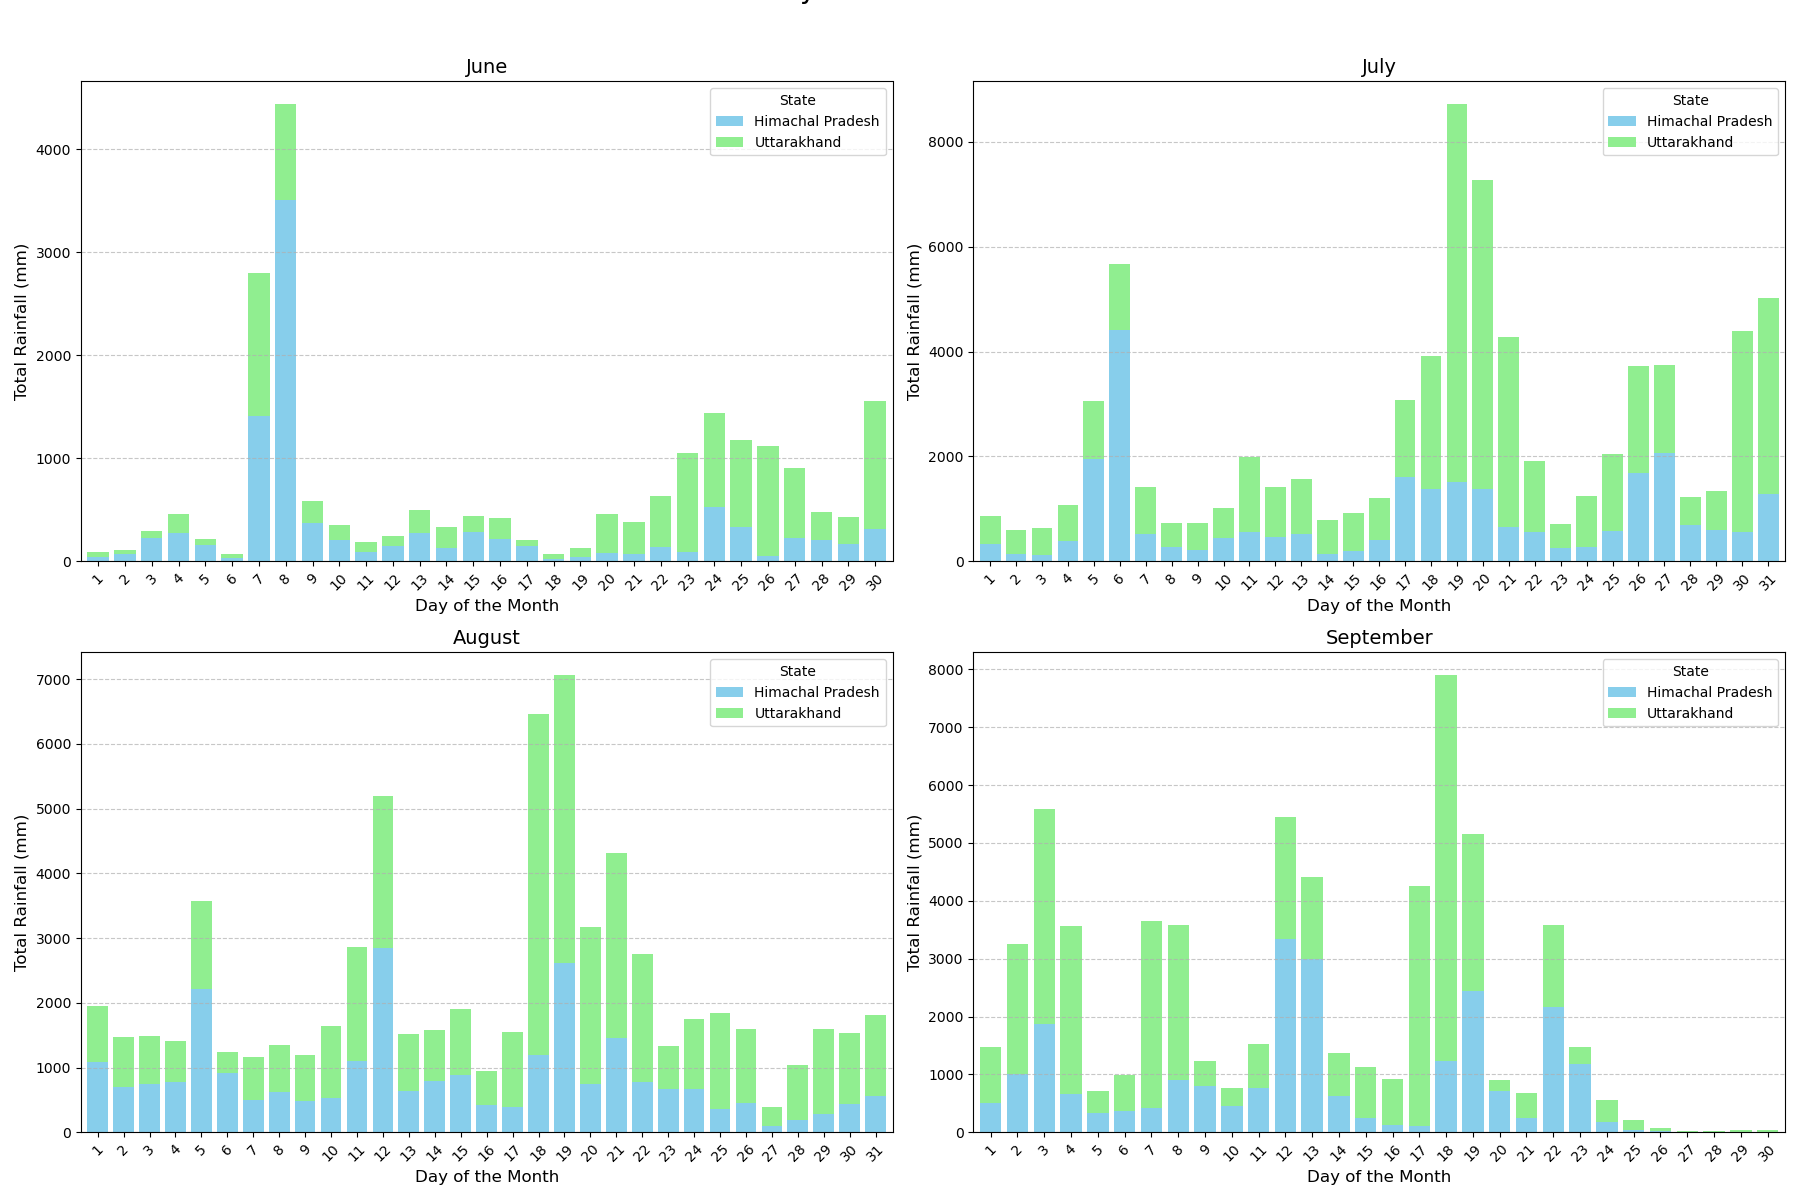 June
State
Himachal Pradesh
Uttarakhand
Total Rainfall (mm)
4000
3000
2000
1000
0
1 2 3 4 5 6 7 8 9 10 11 12 13 14 15 16 17 18 19 20 21 22 23 24 25 26 27 28 29 30
Day of the Month
July
State
Himachal Pradesh
Uttarakhand
Total Rainfall (mm)
8000
6000
4000
2000
0
1 2 3 4 5 6 7 8 9 10 11 12 13 14 15 16 17 18 19 20 21 22 23 24 25 26 27 28 29 30 31
Day of the Month
August
State
Himachal Pradesh
Uttarakhand
Total Rainfall (mm)
7000
6000
5000
4000
3000
2000
1000
0
1 2 3 4 5 6 7 8 9 10 11 12 13 14 15 16 17 18 19 20 21 22 23 24 25 26 27 28 29 30 31
Day of the Month
September
State
Himachal Pradesh
Uttarakhand
Total Rainfall (mm)
8000
7000
6000
5000
4000
3000
2000
1000
0
1 2 3 4 5 6 7 8 9 10 11 12 13 14 15 16 17 18 19 20 21 22 23 24 25 26 27 28 29 30
Day of the Month